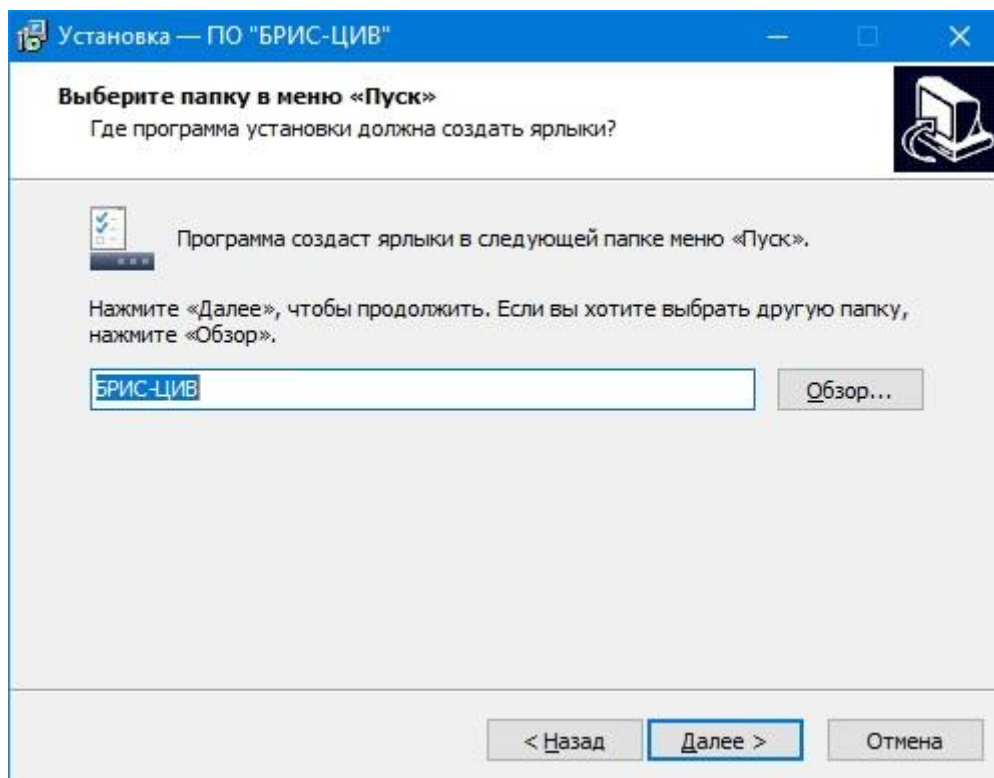 Установка — ПО "БРИС-ЦИВ"
Выберите папку в меню «Пуск»
Где программа установки должна создать ярлыки?
Программа создаст ярлыки в следующей папке меню «Пуск».
Нажмите «Далее», чтобы продолжить. Если вы хотите выбрать другую папку,
нажмите «Обзор».
БРИС-ЦИВ
Обзор...
< Назад
Далее >
Отмена